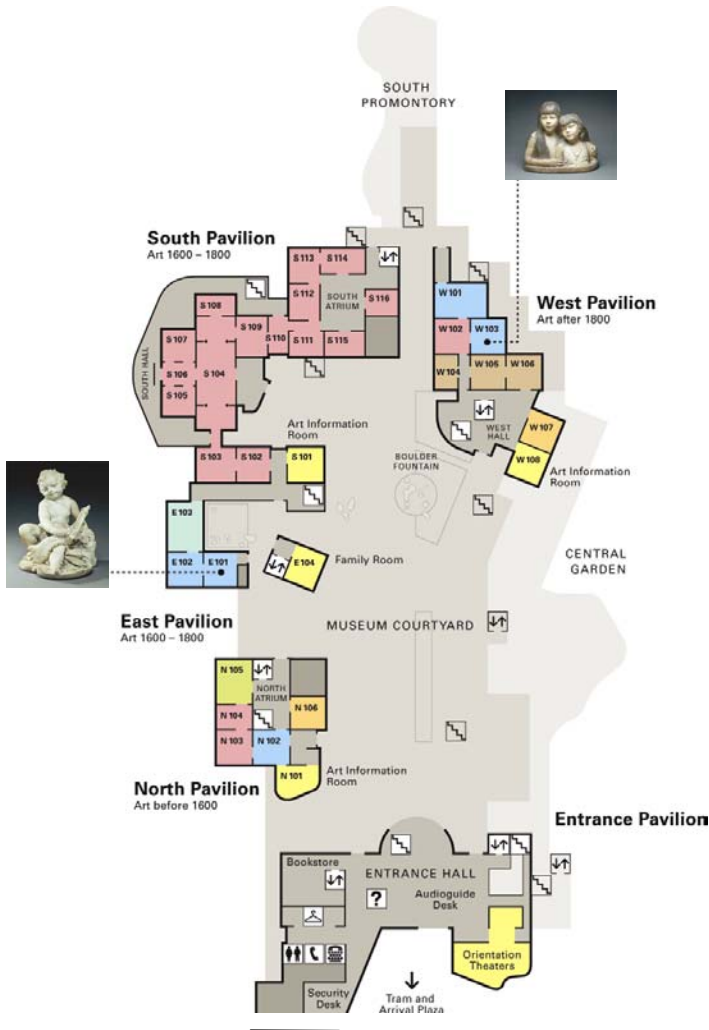 SOUTH
PROMONTORY
South Pavilion
Art 1600 – 1800
S 113
S 114
S 112
SOUTH
ATRIUM
S 116
S 108
S 109
S 110
S 111
S 115
S 107
S 106
S 104
S 105
SOUTH HALL
S 103
S 102
S 101
Art Information
Room
W 101
W 102
W 103
West Pavilion
Art after 1800
W 104
W 105
W 106
WEST
HALL
W 107
W 108
Art Information
Room
BOULDER
FOUNTAIN
E 103
E 102
E 101
E 104
Family Room
CENTRAL
GARDEN
East Pavilion
Art 1600 – 1800
MUSEUM COURTYARD
N 105
NORTH
ATRIUM
N 104
N 106
N 103
N 102
N 101
Art Information
Room
North Pavilion
Art before 1600
Entrance Pavilion
Bookstore
ENTRANCE HALL
?
Audioguide
Desk
Orientation
Theaters
Security
Desk
Tram and
Arrival Plaza